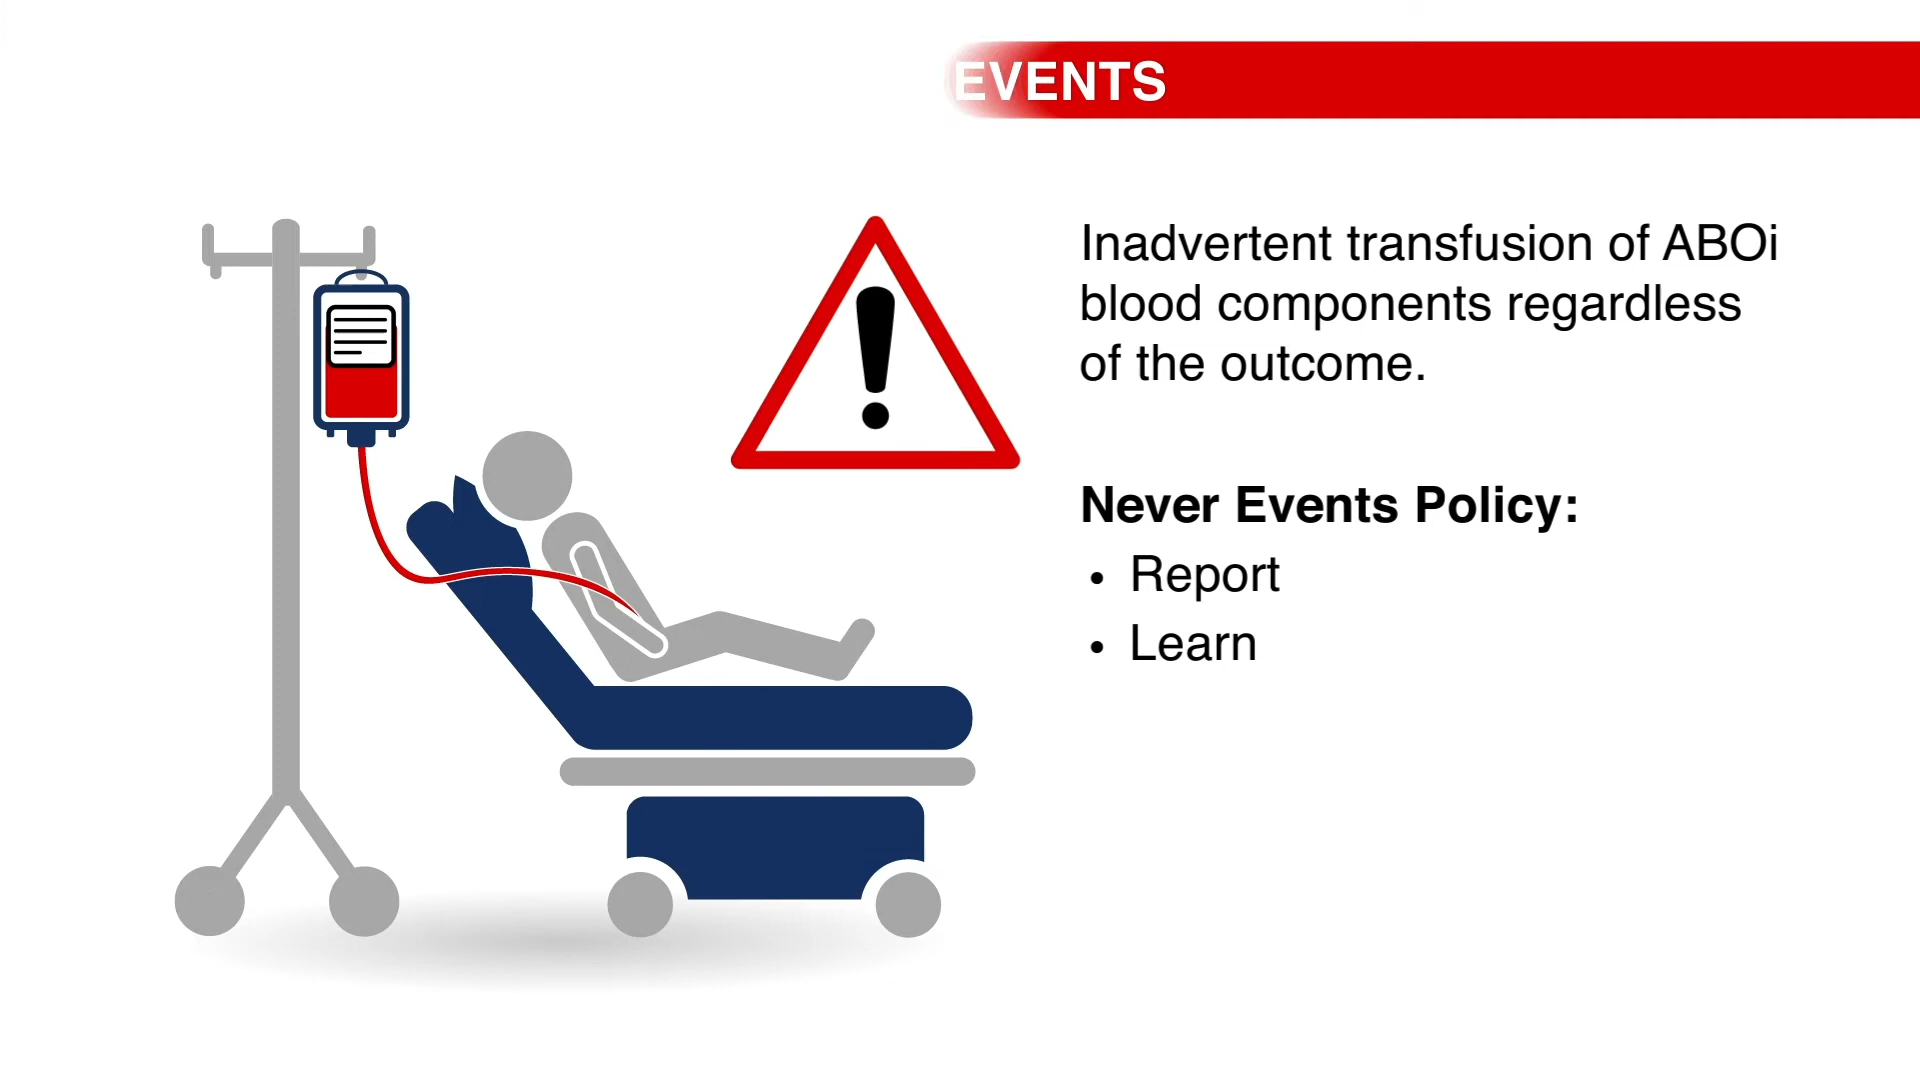 EVENTS
Inadvertent transfusion of ABOi
blood components regardless
of the outcome.
Never Events Policy:
• Report
• Learn